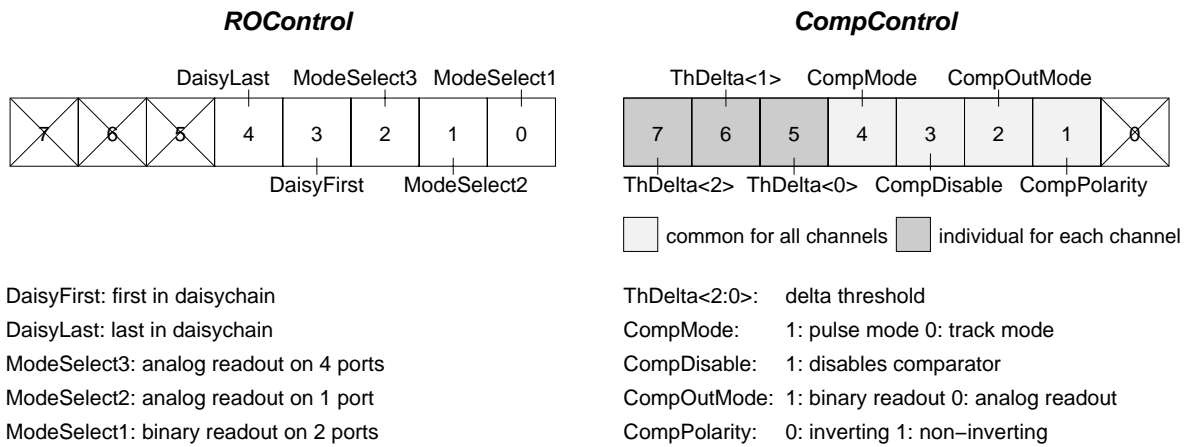 ROControl
DaisyLast ModeSelect3 ModeSelect1
7 6 5 4 3 2 1 0
DaisyFirst ModeSelect2
DaisyFirst: first in daisychain
DaisyLast: last in daisychain
ModeSelect3: analog readout on 4 ports
ModeSelect2: analog readout on 1 port
ModeSelect1: binary readout on 2 ports
CompControl
ThDelta<1> CompMode CompOutMode
7 6 5 4 3 2 1 0
ThDelta<2> ThDelta<0> CompDisable CompPolarity
common for all channels individual for each channel
ThDelta<2:0>: delta threshold
CompMode: 1: pulse mode 0: track mode
CompDisable: 1: disables comparator
CompOutMode: 1: binary readout 0: analog readout
CompPolarity: 0: inverting 1: non−inverting